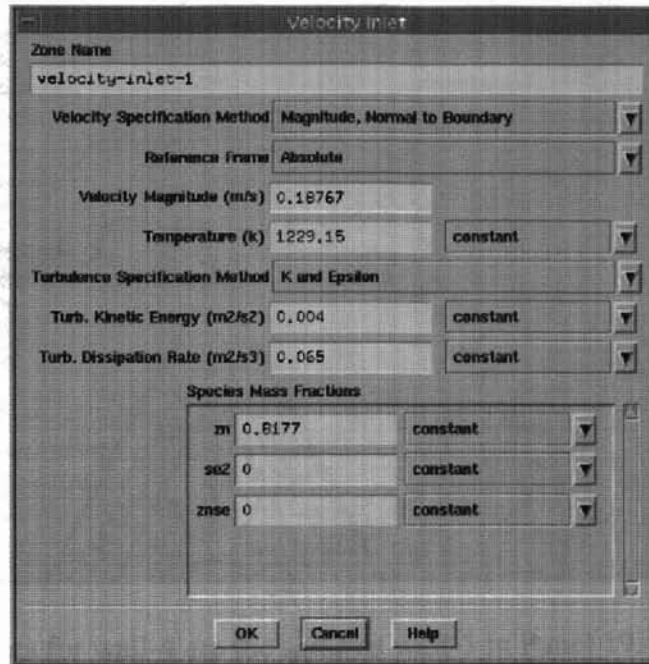 Velocity Inlet
Zone Name
velocity-inlet-1
Velocity Specification Method Magnitude, Normal to Boundary
Reference Frame Absolute
Velocity Magnitude (m/s) 0.18767
Temperature (k) 1229.15 constant
Turbulence Specification Method K and Epsilon
Turb. Kinetic Energy (m2/s2) 0.004 constant
Turb. Dissipation Rate (m2/s3) 0.065 constant
Species Mass Fractions
zn 0.8177 constant
se2 0 constant
znse 0 constant
OK Cancel Help